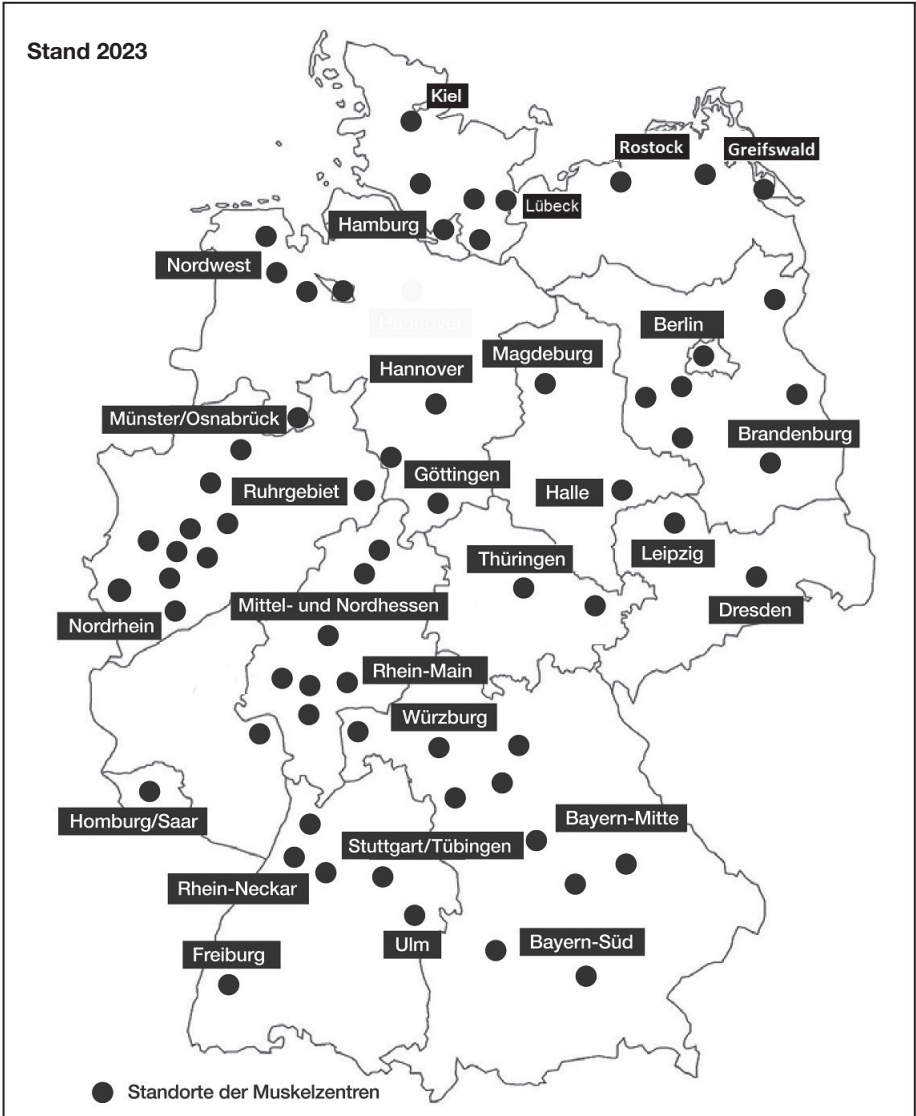 Stand 2023
Kiel
Rostock
Greifswald
Lübeck
Hamburg
Nordwest
Hannover
Berlin
Magdeburg
Hannover
Münster/Osnabrück
Brandenburg
Göttingen
Ruhrgebiet
Halle
Leipzig
Thüringen
Mittel- und Nordhessen
Dresden
Nordrhein
Rhein-Main
Würzburg
Homburg/Saar
Bayern-Mitte
Stuttgart/Tübingen
Rhein-Neckar
Ulm
Bayern-Süd
Freiburg
Standorte der Muskelzentren